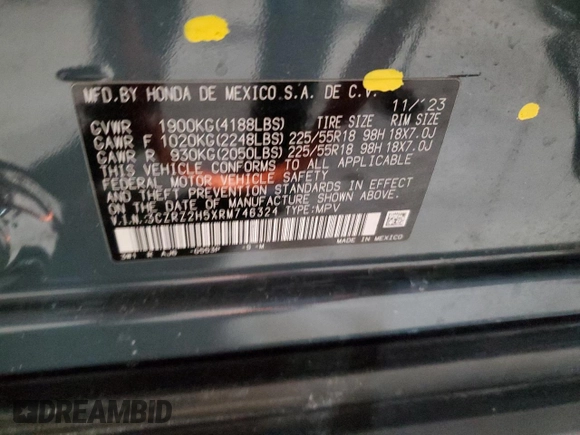 MFD.BY HONDA DE MEXICO S.A. DE C.V. 11/'23
TIRE SIZE RIM SIZE
GVWR 1900KG(4188LBS)
GAWR F 1020KG(2248LBS) 225/55R18 98H 18X7.0J
GAWR R 930KG(2050LBS) 225/55R18 98H 18X7.0J
THIS VEHICLE CONFORMS TO ALL APPLICABLE
FEDERAL MOTOR VEHICLE SAFETY
AND THEFT PREVENTION STANDARDS IN EFFECT
ON THE DATE OF MANUFACTURE SHOWN ABOVE.
V.I.N.:3CZRZ2H5XRM746324 TYPE:MPV
MADE IN MEXICO
DREAMBID